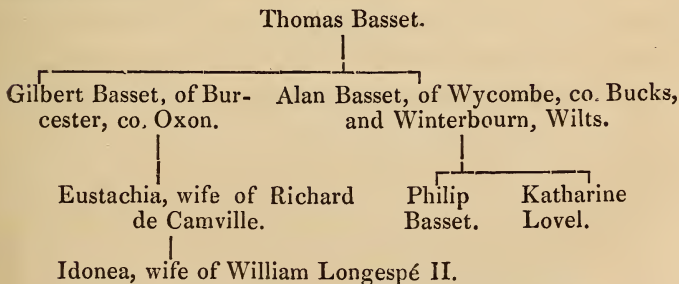 Thomas Basset.
Gilbert Basset, of Bur-
cester, co. Oxon.
Alan Basset, of Wycombe, co. Bucks,
and Winterbourn, Wilts.
Eustachia, wife of Richard
de Camville.
Philip
Basset.
Katharine
Lovel.
Idonea, wife of William Longespé II.